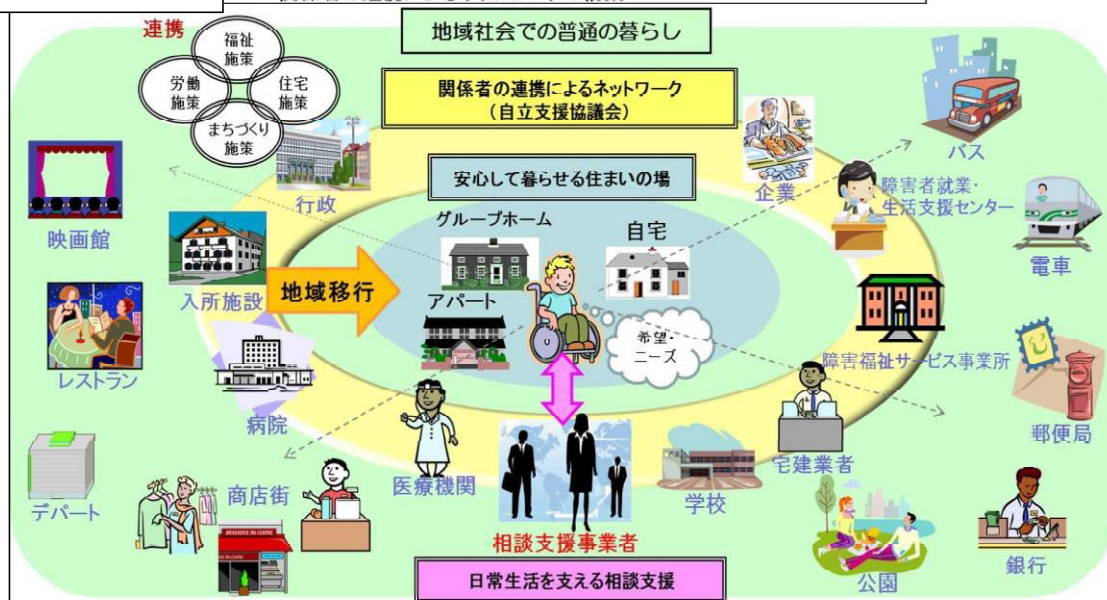 連携
福祉
施策
労働
施策
住宅
施策
まちづくり
施策
地域社会での普通の暮らし
関係者の連携によるネットワーク
(自立支援協議会)
安心して暮らせる住まいの場
行政
企業
バス
障害者就業・
生活支援センター
映画館
電車
グループホーム
自宅
入所施設
地域移行
アパート
希望・
ニーズ
レストラン
病院
障害福祉サービス事業所
郵便局
医療機関
宅建業者
学校
デパート
商店街
BRASSERIE DU CENTRE
相談支援事業者
公園
銀行
日常生活を支える相談支援